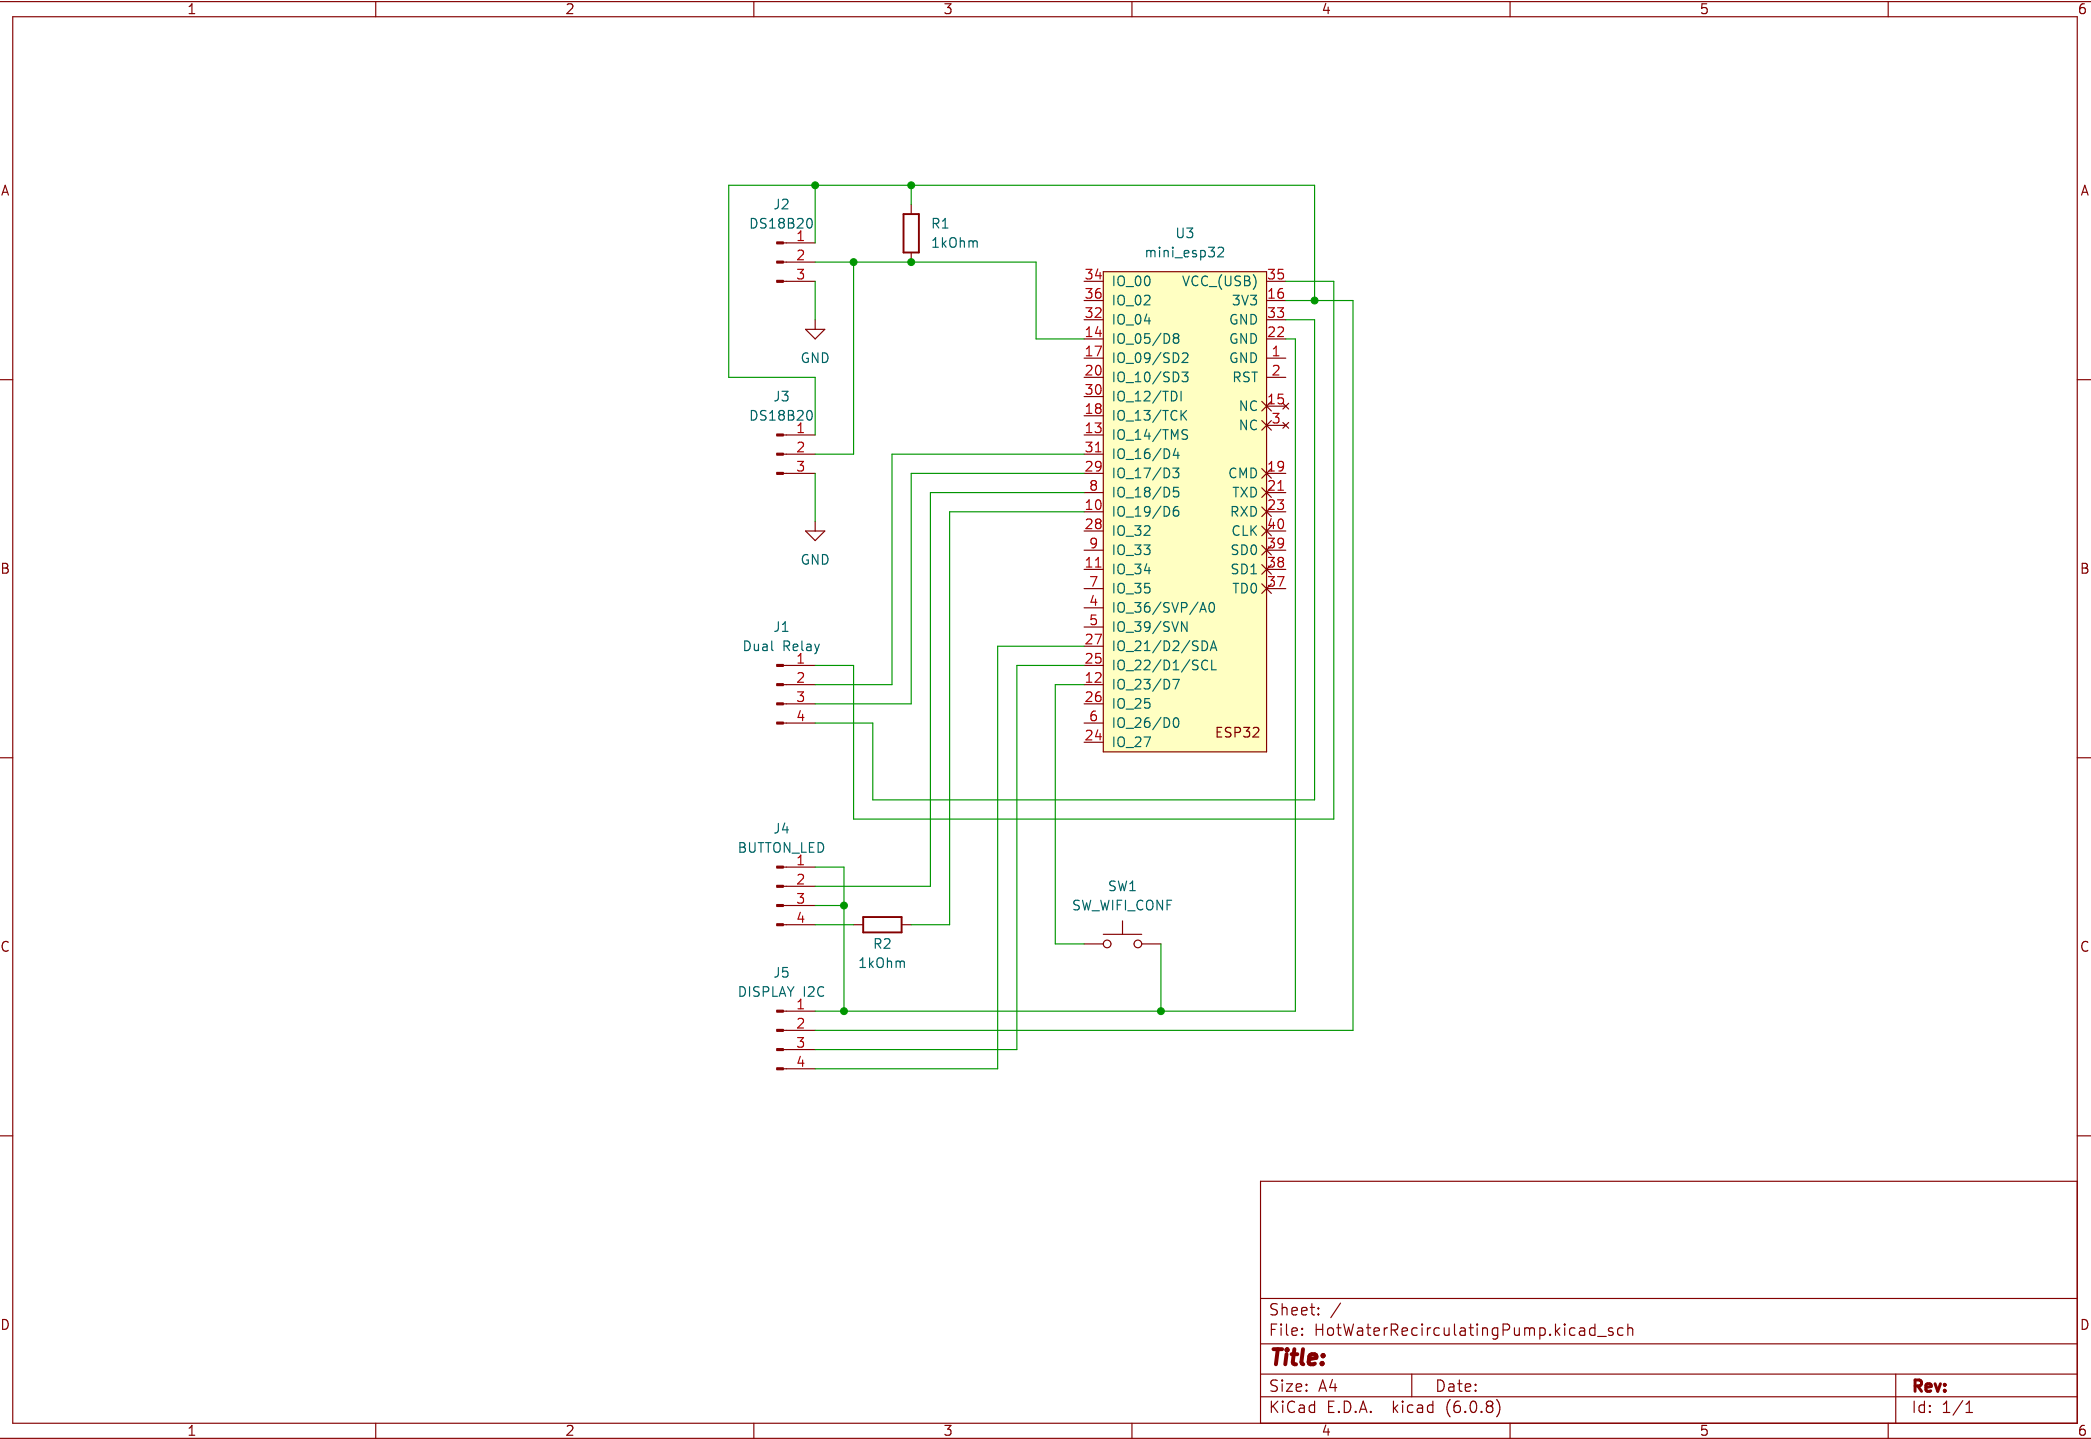 1 2 3 4 5 6
A A
J2
DS18B20
1
2
3
GND
R1
1kOhm
J3
DS18B20
1
2
3
GND
J1
Dual Relay
1
2
3
4
J4
BUTTON_LED
1
2
3
4
R2
1kOhm
J5
DISPLAY I2C
1
2
3
4
U3
mini_esp32
34 IO_00 VCC_(USB) 35
36 IO_02 3V3 16
32 IO_04 GND 33
14 IO_05/D8 GND 22
17 IO_09/SD2 GND 1
20 IO_10/SD3 RST 2
30 IO_12/TDI
18 IO_13/TCK NC 15
13 IO_14/TMS NC 3
31 IO_16/D4
29 IO_17/D3 CMD 19
8 IO_18/D5 TXD 21
10 IO_19/D6 RXD 23
28 IO_32 CLK 40
9 IO_33 SD0 39
11 IO_34 SD1 38
7 IO_35 TD0 37
4 IO_36/SVP/A0
5 IO_39/SVN
27 IO_21/D2/SDA
25 IO_22/D1/SCL
12 IO_23/D7
26 IO_25
6 IO_26/D0
24 IO_27
ESP32
SW1
SW_WIFI_CONF
B B
C C
D D
Sheet: /
File: HotWaterRecirculatingPump.kicad_sch
Title:
Size: A4 Date: Rev:
KiCad E.D.A. kicad (6.0.8) Id: 1/1
1 2 3 4 5 6